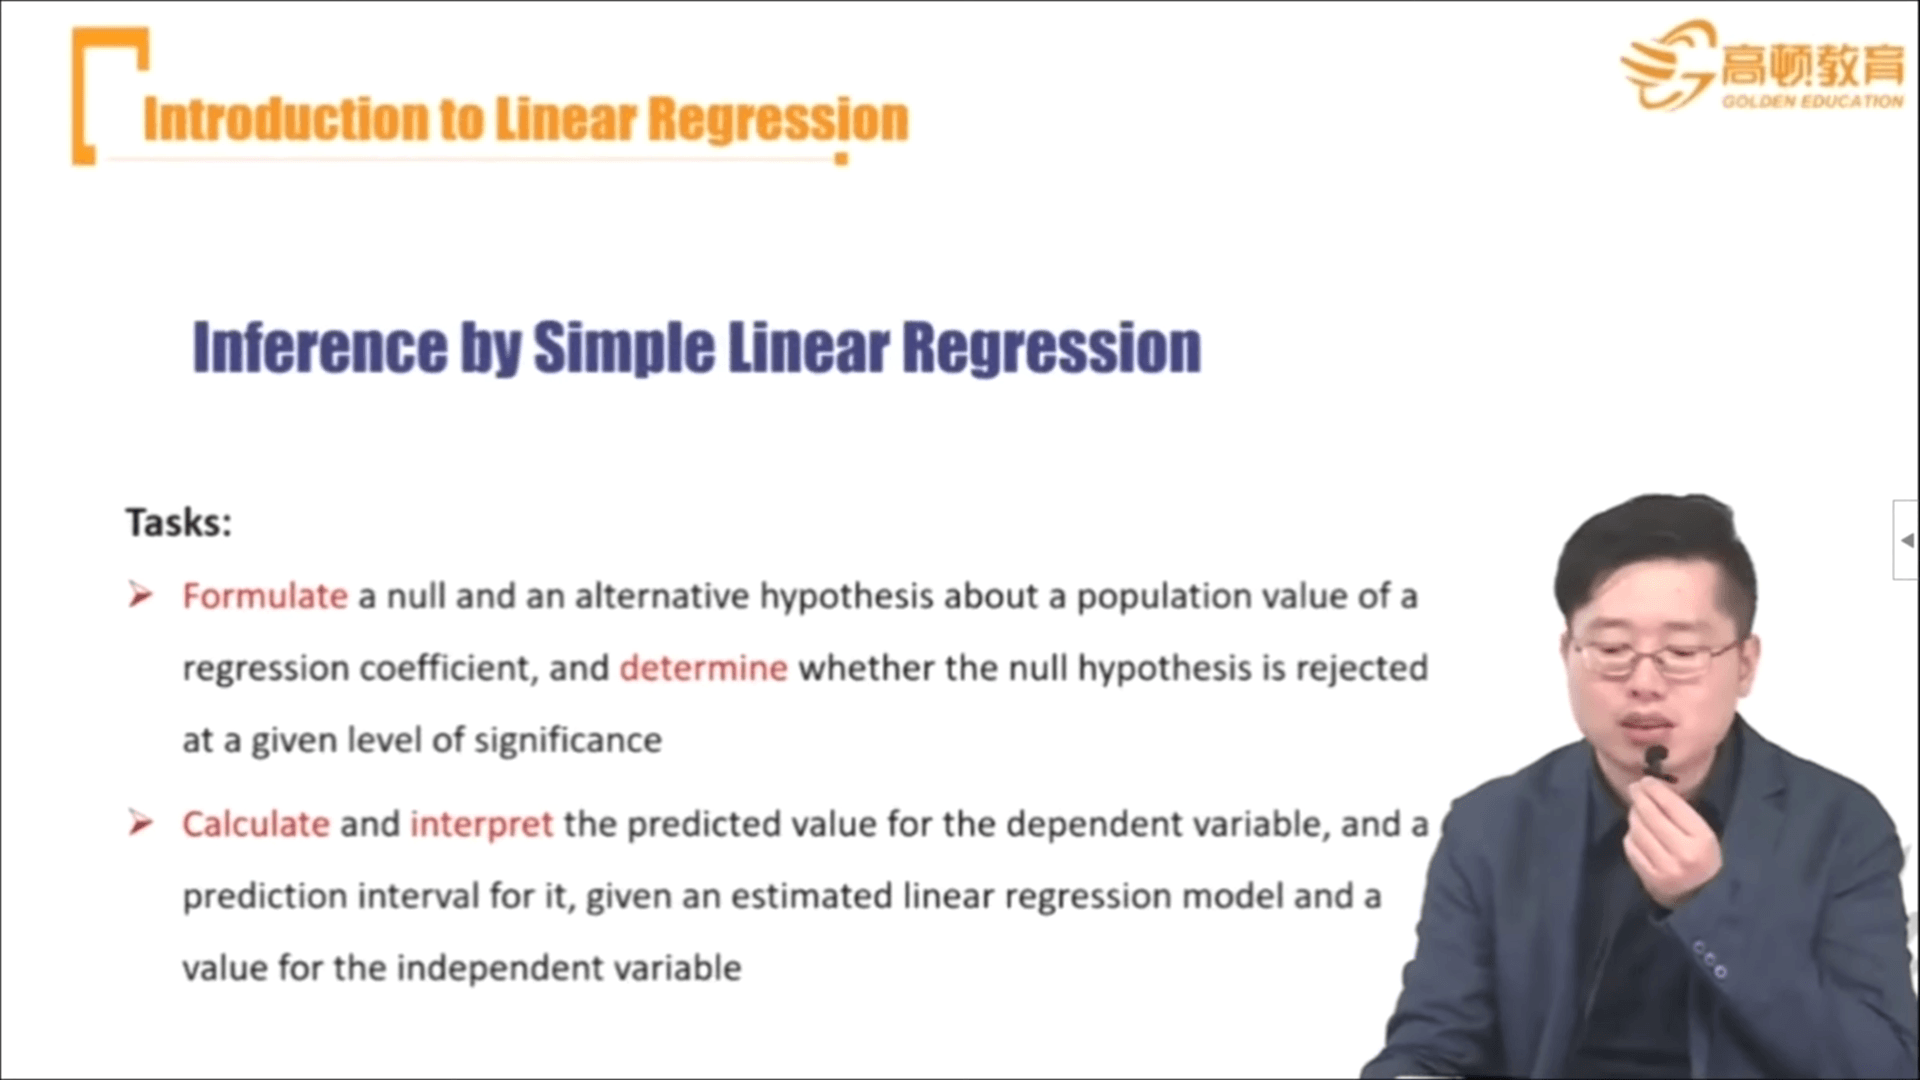 Introduction to Linear Regression
高顿教育
GOLDEN EDUCATION
Inference by Simple Linear Regression
Tasks:
Formulate a null and an alternative hypothesis about a population value of a
regression coefficient, and determine whether the null hypothesis is rejected
at a given level of significance
Calculate and interpret the predicted value for the dependent variable, and a
prediction interval for it, given an estimated linear regression model and a
value for the independent variable